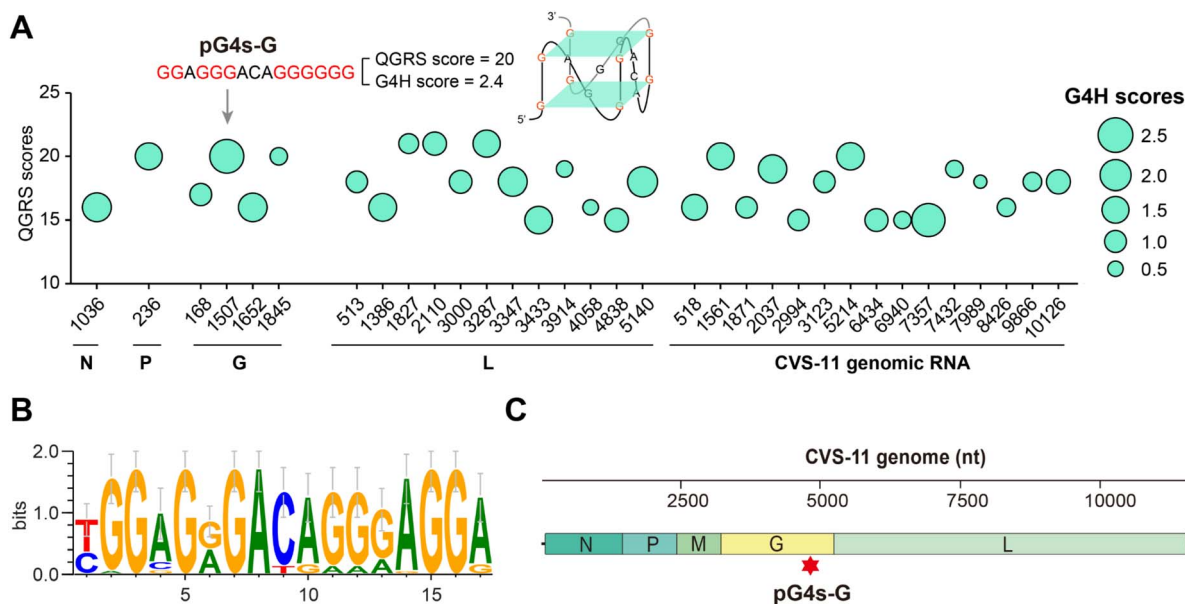 A
pG4s-G
GGAGGGACAGGGGGG
QGRS score = 20
G4H score = 2.4
3′
G
G
G
G
G
A
G
G
G
G
G
A
C
A
G
G
5′
QGRS scores
25
20
15
10
1036
236
168
1507
1652
1845
513
1386
1827
2110
3000
3287
3347
3433
3914
4058
4838
5140
518
1561
1871
2037
2994
3123
5214
6434
6940
7357
7432
7989
8426
9866
10126
N
P
G
L
CVS-11 genomic RNA
G4H scores
2.5
2.0
1.5
1.0
0.5
B
bits
2.0
1.0
0.0
TGGAGGGACAGGGAGGA
C C A T G A A G
5
10
15
C
CVS-11 genome (nt)
2500
5000
7500
10000
N P M G L
pG4s-G